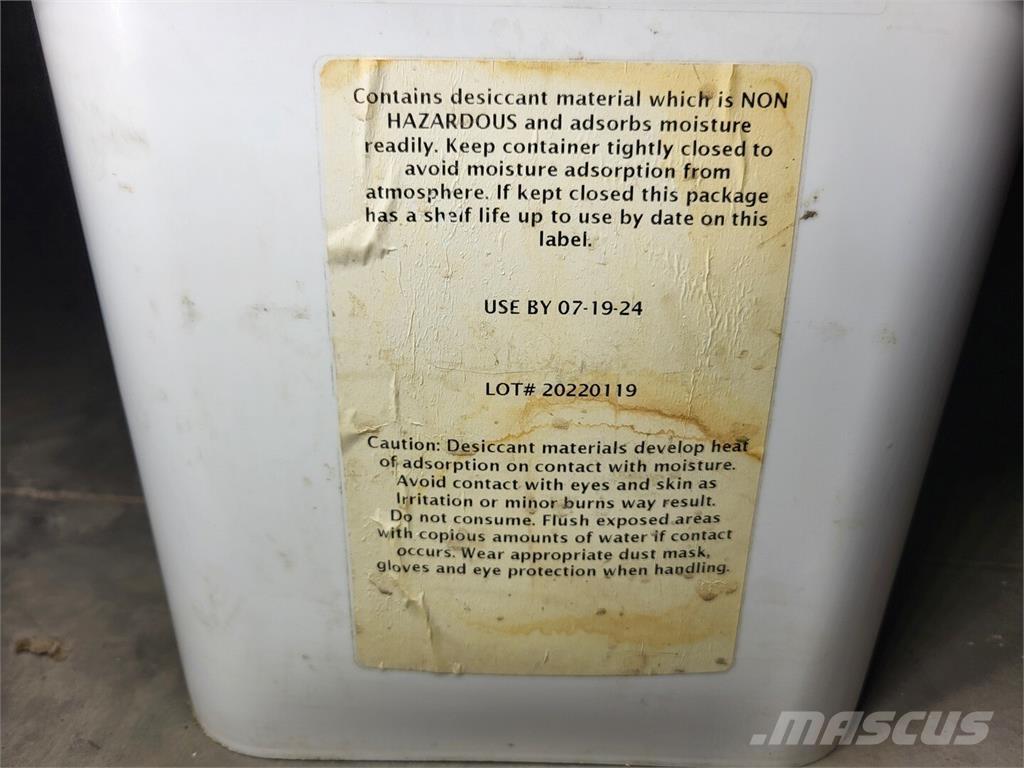 Contains desiccant material which is NON
HAZARDOUS and adsorbs moisture
readily. Keep container tightly closed to
avoid moisture adsorption from
atmosphere. If kept closed this package
has a shelf life up to use by date on this
label.
USE BY 07-19-24
LOT# 20220119
Caution: Desiccant materials develop heat
of adsorption on contact with moisture.
Avoid contact with eyes and skin as
Irritation or minor burns way result.
Do not consume. Flush exposed areas
with copious amounts of water if contact
occurs. Wear appropriate dust mask,
gloves and eye protection when handling.
MASCUS